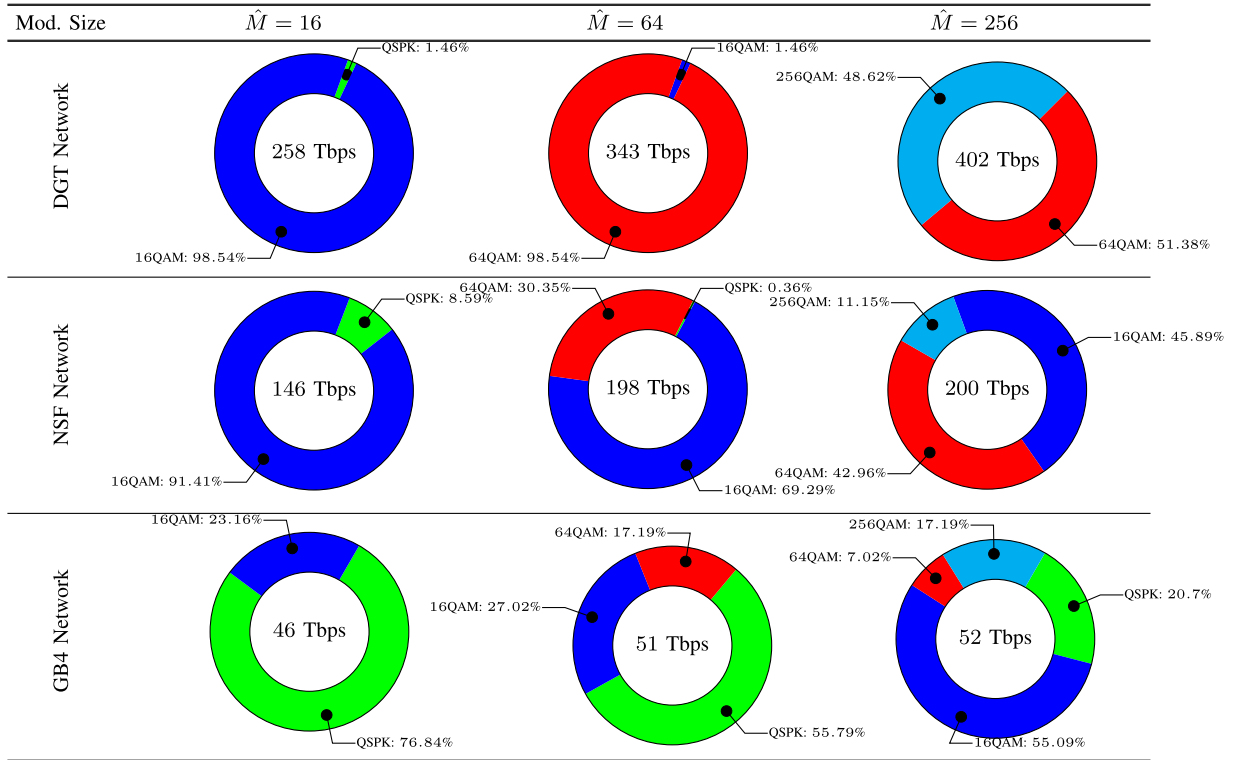 Mod. Size M̂ = 16 M̂ = 64 M̂ = 256
DGT Network
QSPK: 1.46%
258 Tbps
16QAM: 98.54%
16QAM: 1.46%
343 Tbps
64QAM: 98.54%
256QAM: 48.62%
402 Tbps
64QAM: 51.38%
NSF Network
QSPK: 8.59%
146 Tbps
16QAM: 91.41%
64QAM: 30.35%
QSPK: 0.36%
198 Tbps
16QAM: 69.29%
256QAM: 11.15%
16QAM: 45.89%
200 Tbps
64QAM: 42.96%
GB4 Network
16QAM: 23.16%
46 Tbps
QSPK: 76.84%
64QAM: 17.19%
16QAM: 27.02%
51 Tbps
QSPK: 55.79%
256QAM: 17.19%
64QAM: 7.02%
QSPK: 20.7%
52 Tbps
16QAM: 55.09%